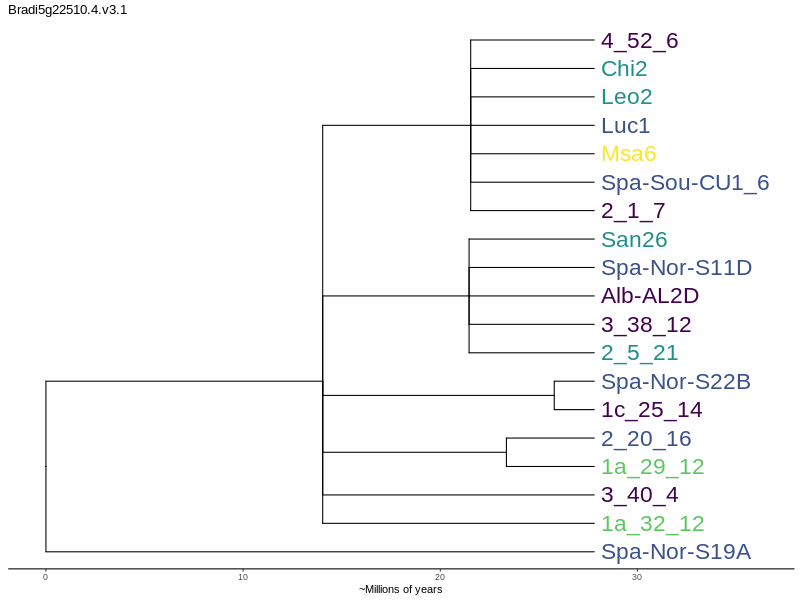 Bradi5g22510.4.v3.1
4_52_6
Chi2
Leo2
Luc1
Msa6
Spa-Sou-CU1_6
2_1_7
San26
Spa-Nor-S11D
Alb-AL2D
3_38_12
2_5_21
Spa-Nor-S22B
1c_25_14
2_20_16
1a_29_12
3_40_4
1a_32_12
Spa-Nor-S19A
0 10 20 30
~Millions of years